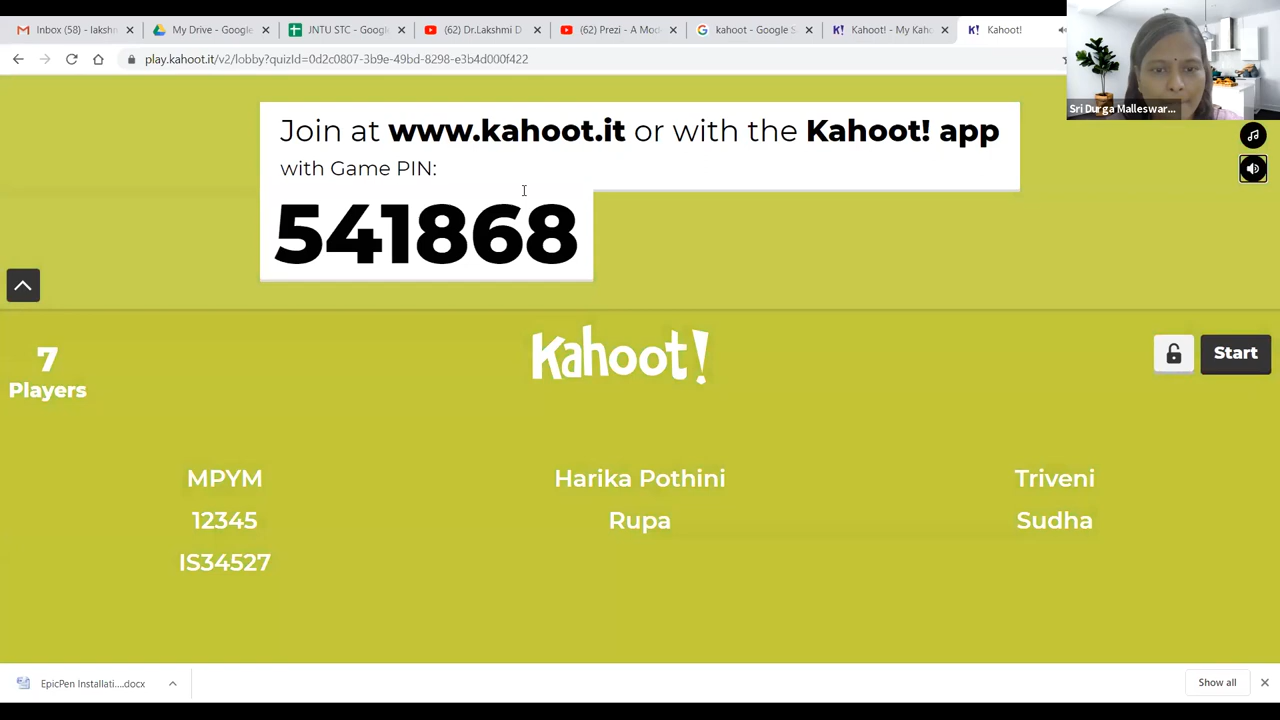 Inbox (58) - lakshm
My Drive - Google
JNTU STC - Google
(62) Dr.Lakshmi D
(62) Prezi - A Mod
kahoot - Google S
Kahoot! - My Kaho
Kahoot!
play.kahoot.it/v2/lobby?quizId=0d2c0807-3b9e-49bd-8298-e3b4d000f422
Sri Durga Malleswar...
Join at www.kahoot.it or with the Kahoot! app
with Game PIN:
541868
7
Players
Kahoot!
Start
MPYM
Harika Pothini
Triveni
12345
Rupa
Sudha
IS34527
EpicPen Installati....docx
Show all